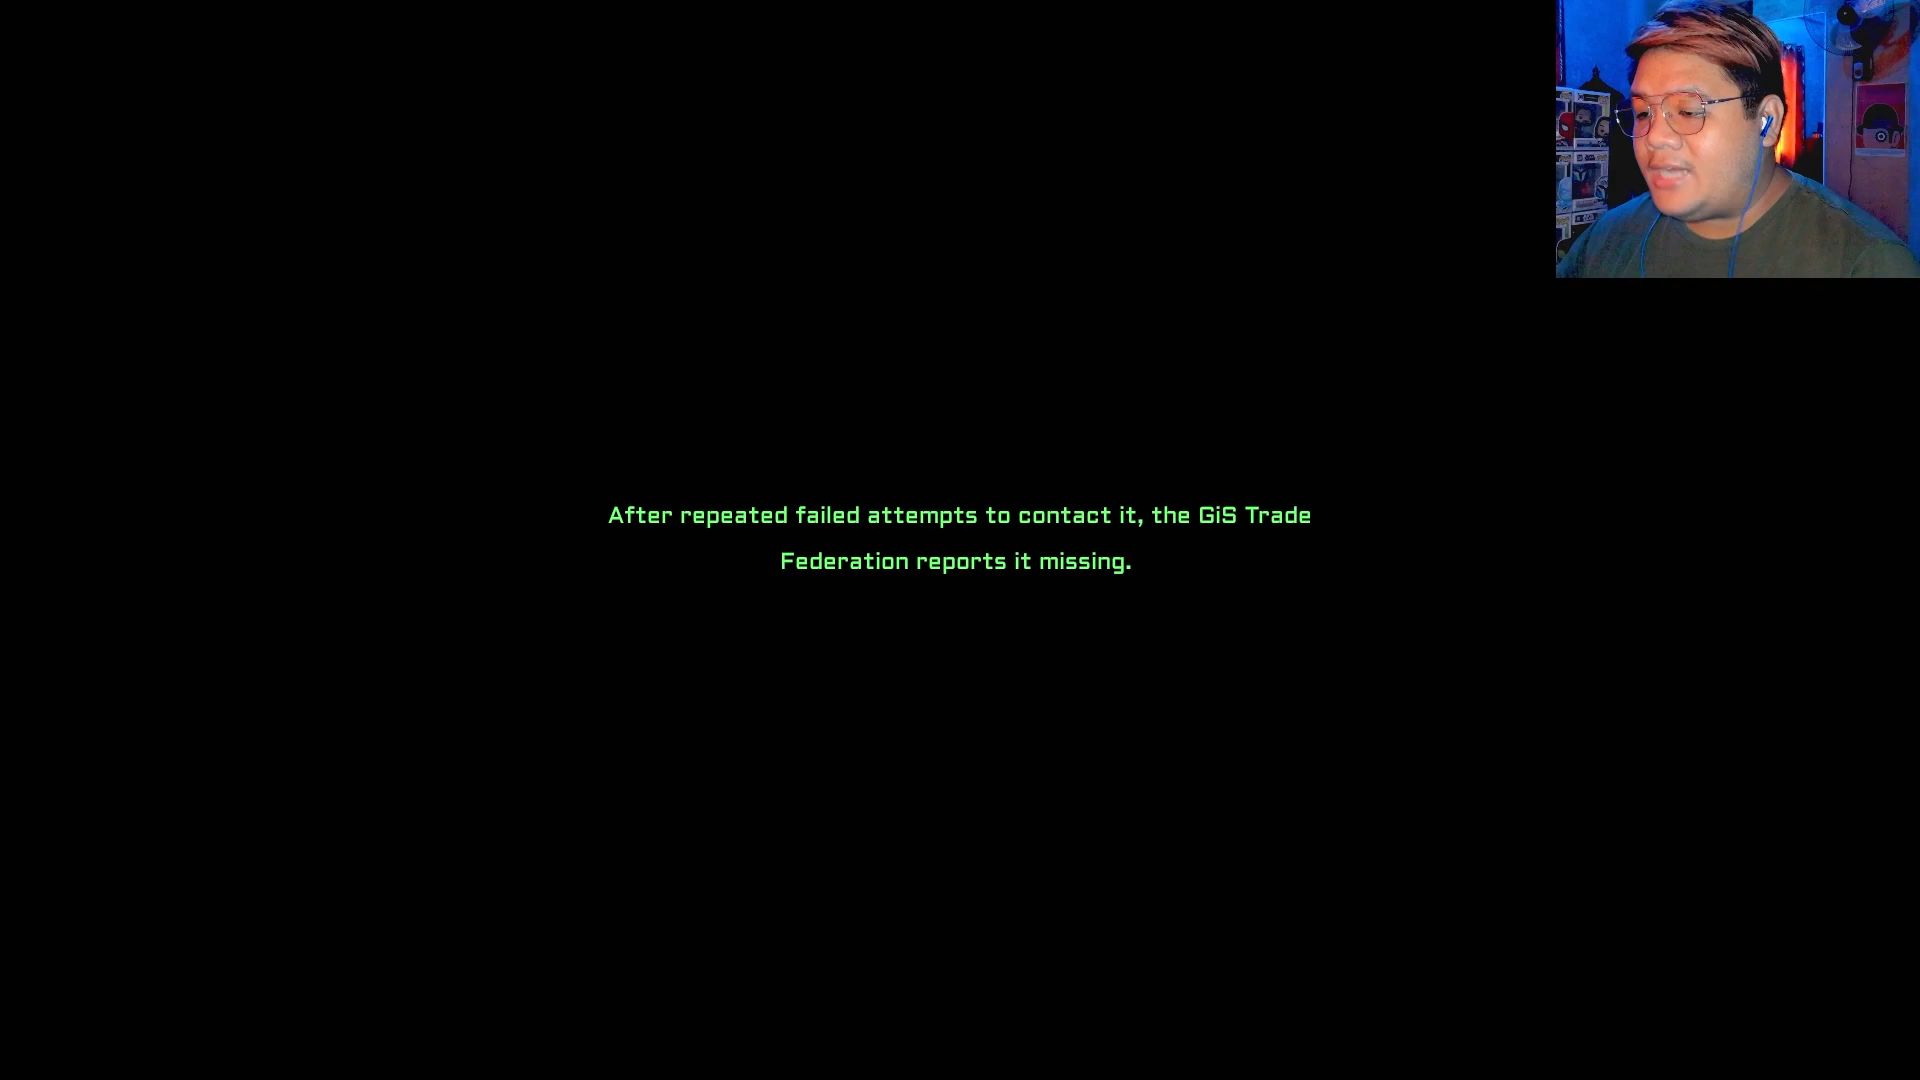 After repeated failed attempts to contact it, the GiS Trade
Federation reports it missing.